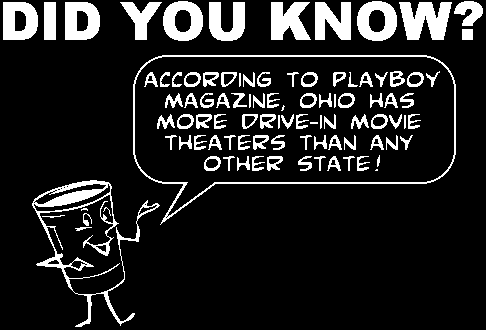 DID YOU KNOW?
ACCORDING TO PLAYBOY
MAGAZINE, OHIO HAS
MORE DRIVE-IN MOVIE
THEATERS THAN ANY
OTHER STATE!